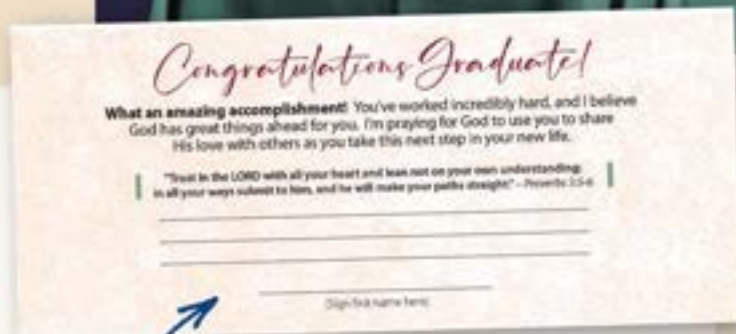 Congratulations Graduate!
What an amazing accomplishment! You've worked incredibly hard, and I believe
God has great things ahead for you. I'm praying for God to use you to share
His love with others as you take this next step in your new life.
"Trust in the LORD with all your heart and lean not on your own understanding;
in all your ways submit to him, and he will make your paths straight." – Proverbs 3:5-6
(Sign first name here)